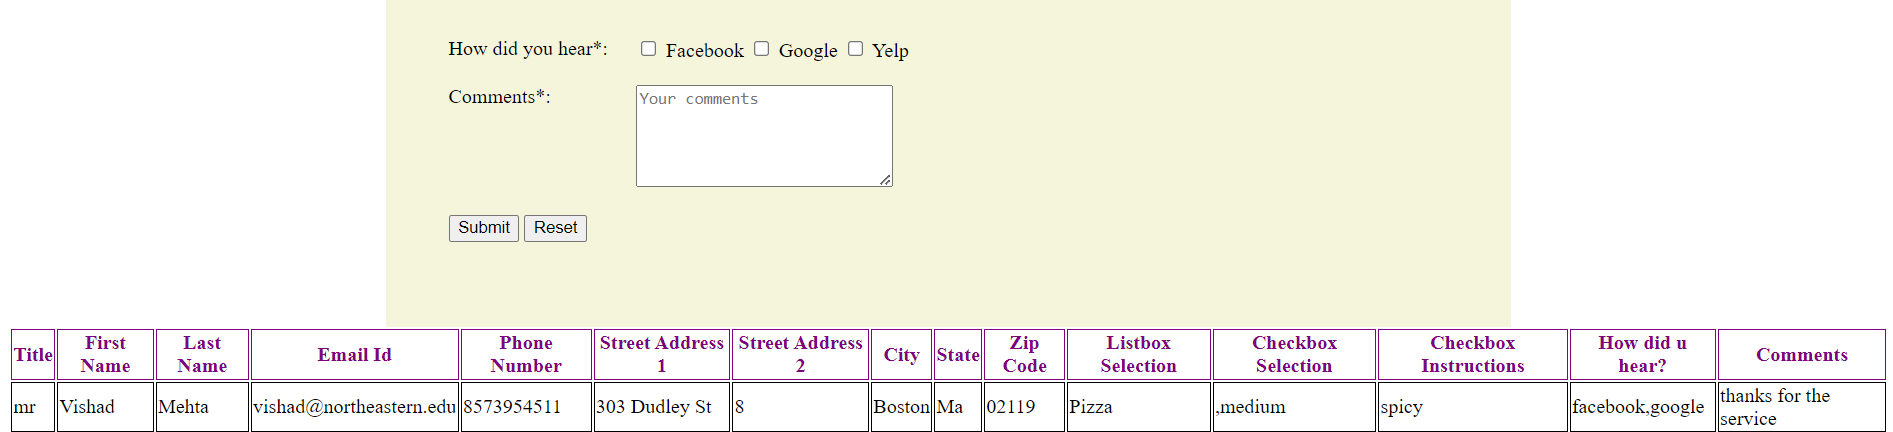 How did you hear*: Facebook Google Yelp
Comments*: Your comments
Submit Reset
Title First Name Last Name Email Id Phone Number Street Address 1 Street Address 2 City State Zip Code Listbox Selection Checkbox Selection Checkbox Instructions How did u hear? Comments
mr Vishad Mehta vishad@northeastern.edu 8573954511 303 Dudley St 8 Boston Ma 02119 Pizza ,medium spicy facebook,google thanks for the service